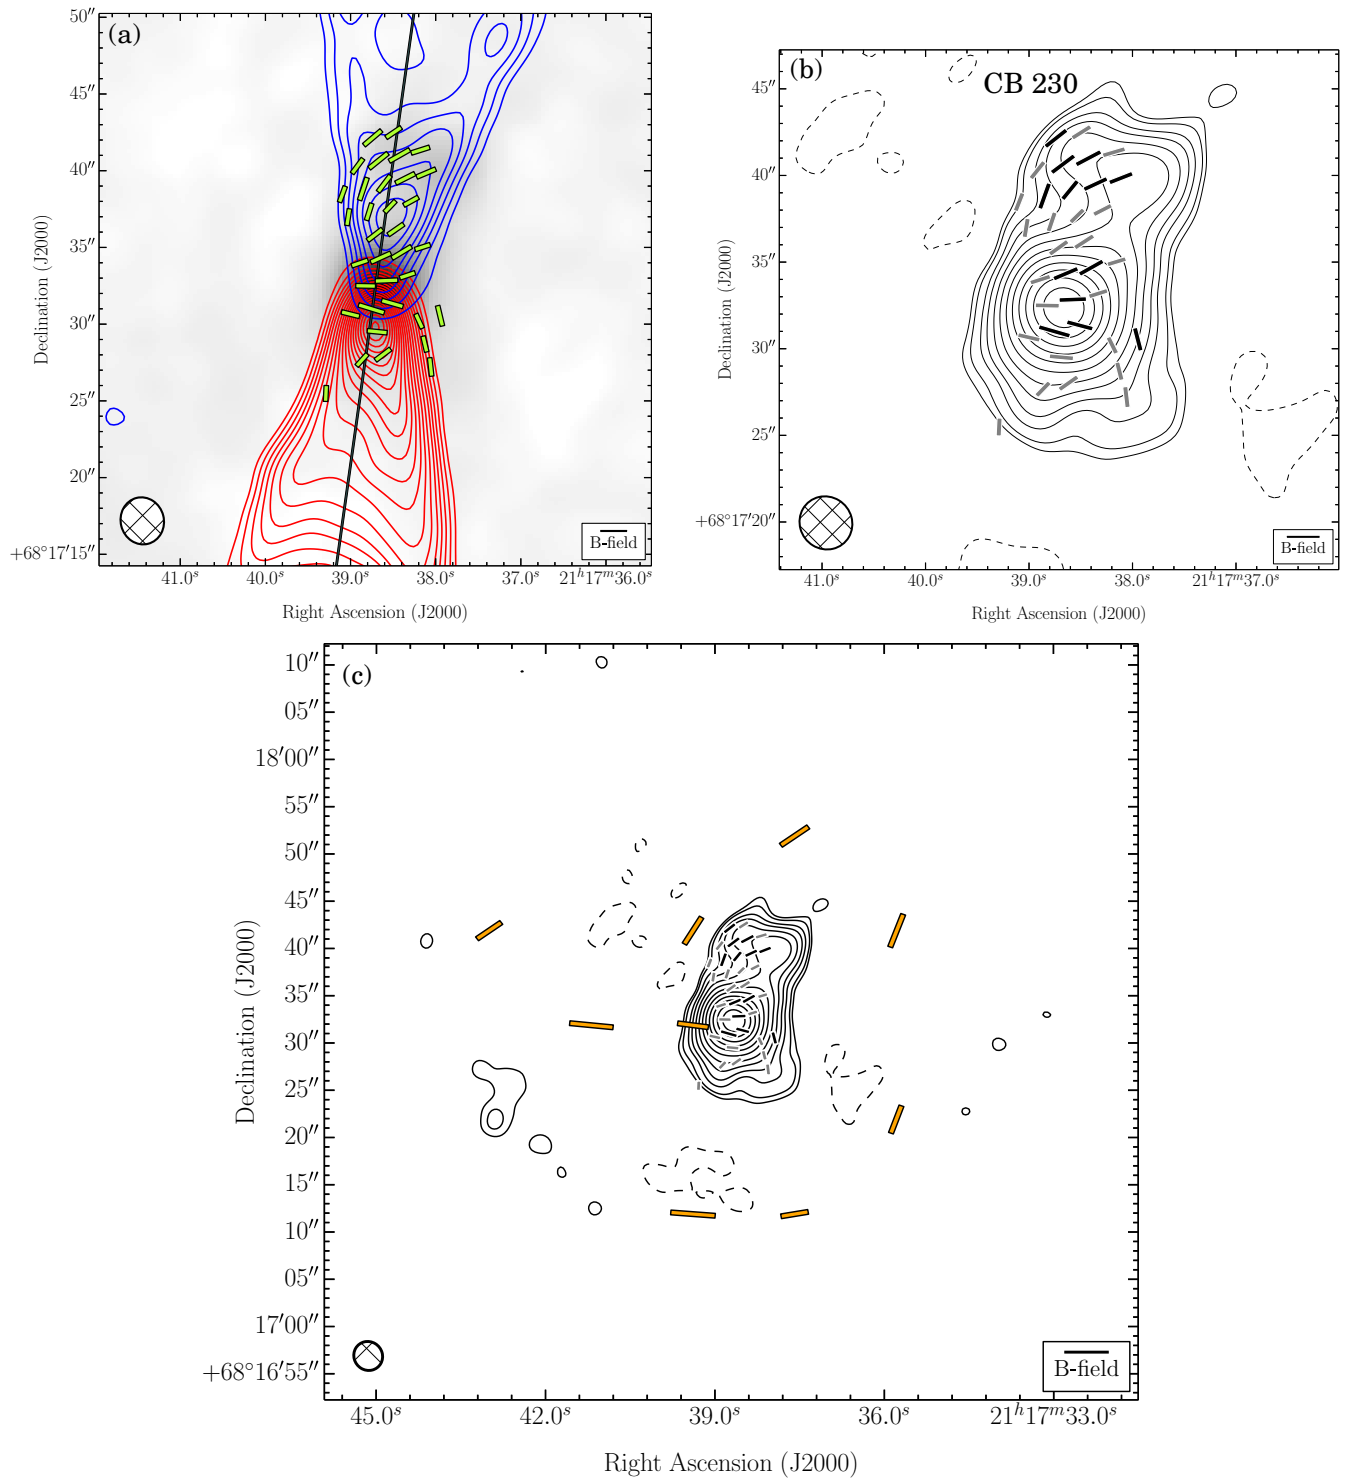 (a)
50″
45″
40″
35″
30″
25″
20″
+68°17′15″
Declination (J2000)
41.0ˢ 40.0ˢ 39.0ˢ 38.0ˢ 37.0ˢ 21ʰ17ᵐ36.0ˢ
Right Ascension (J2000)
B-field
(b)
CB 230
45″
40″
35″
30″
25″
+68°17′20″
Declination (J2000)
41.0ˢ 40.0ˢ 39.0ˢ 38.0ˢ 21ʰ17ᵐ37.0ˢ
Right Ascension (J2000)
B-field
(c)
10″
05″
18′00″
55″
50″
45″
40″
35″
30″
25″
20″
15″
10″
05″
17′00″
+68°16′55″
Declination (J2000)
45.0ˢ 42.0ˢ 39.0ˢ 36.0ˢ 21ʰ17ᵐ33.0ˢ
Right Ascension (J2000)
B-field